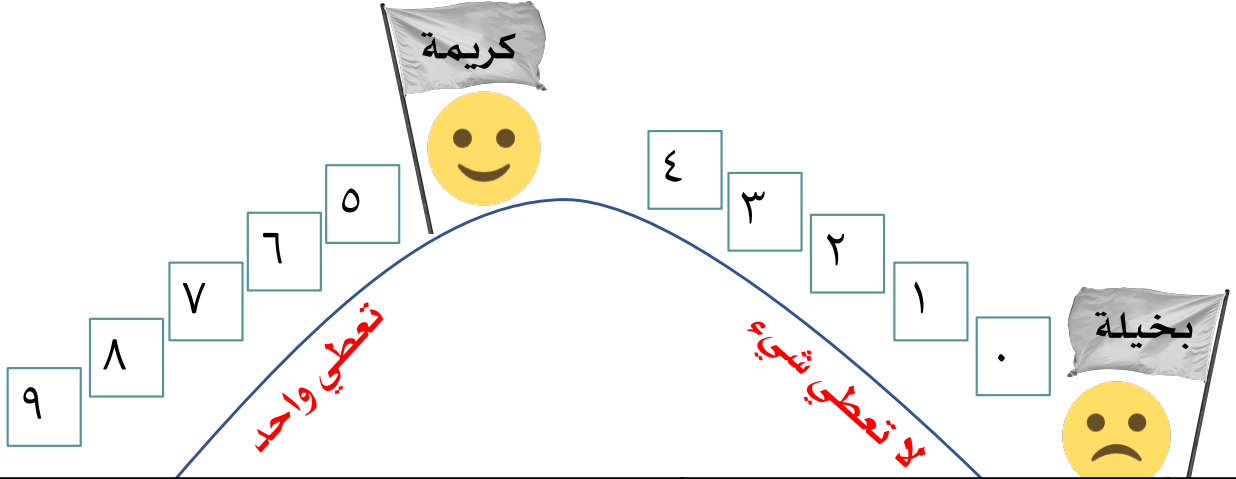 كريمة
٤
٣
٢
١
٠
بخيلة
٥
٦
٧
٨
٩
لا تعطي شيء
تعطي واحد